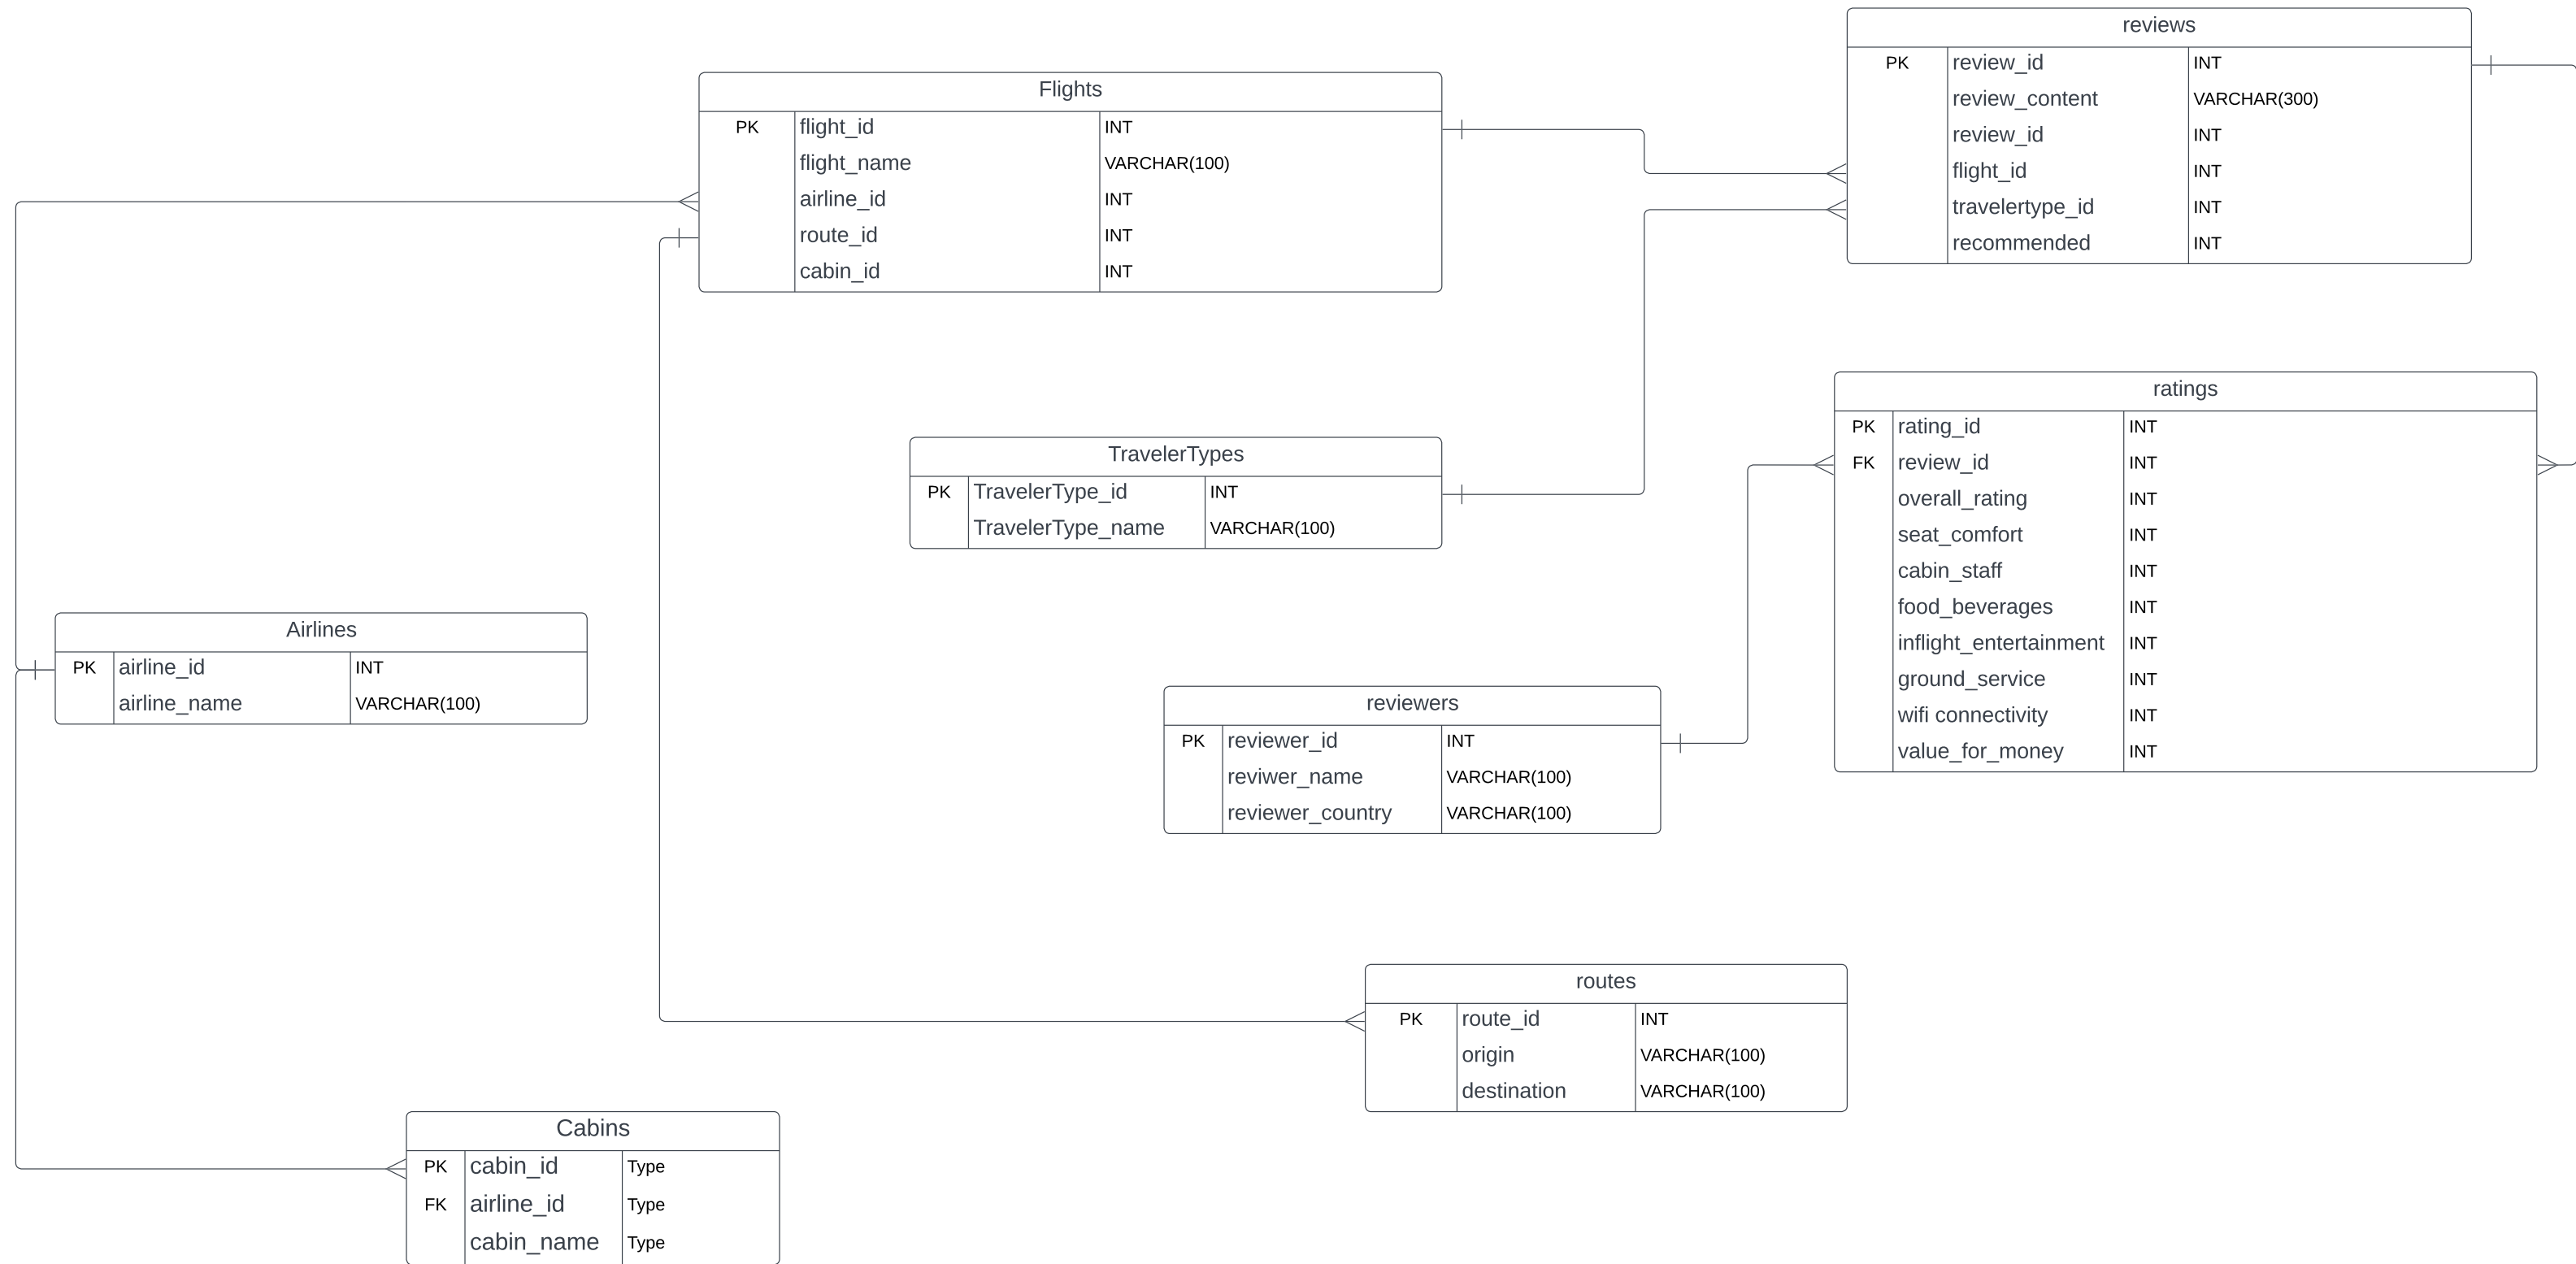 reviews
PK review_id INT
review_content VARCHAR(300)
review_id INT
flight_id INT
travelertype_id INT
recommended INT
Flights
PK flight_id INT
flight_name VARCHAR(100)
airline_id INT
route_id INT
cabin_id INT
ratings
PK rating_id INT
FK review_id INT
overall_rating INT
seat_comfort INT
cabin_staff INT
food_beverages INT
inflight_entertainment INT
ground_service INT
wifi connectivity INT
value_for_money INT
TravelerTypes
PK TravelerType_id INT
TravelerType_name VARCHAR(100)
Airlines
PK airline_id INT
airline_name VARCHAR(100)
reviewers
PK reviewer_id INT
reviwer_name VARCHAR(100)
reviewer_country VARCHAR(100)
routes
PK route_id INT
origin VARCHAR(100)
destination VARCHAR(100)
Cabins
PK cabin_id Type
FK airline_id Type
cabin_name Type